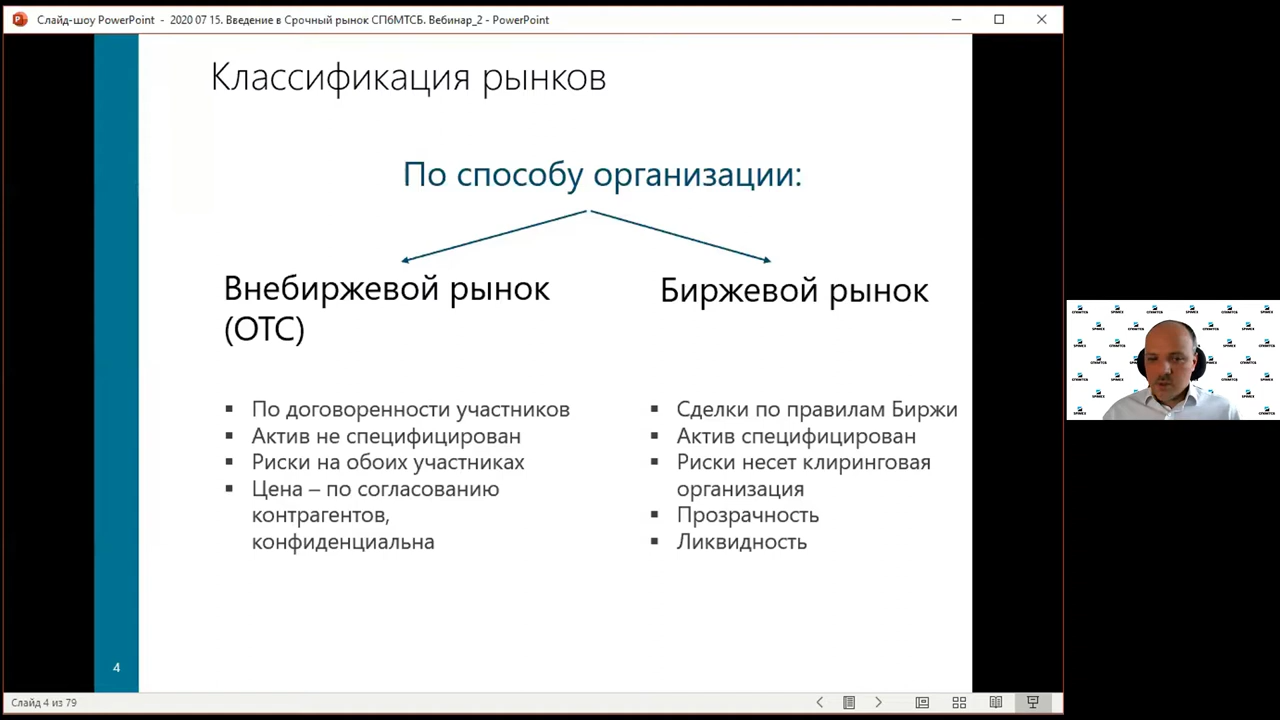 Слайд-шоу PowerPoint - 2020 07 15. Введение в Срочный рынок СПбМТСБ. Вебинар_2 - PowerPoint
Классификация рынков
По способу организации:
Внебиржевой рынок
(OTC)
▪ По договоренности участников
▪ Актив не специфицирован
▪ Риски на обоих участниках
▪ Цена – по согласованию
контрагентов,
конфиденциальна
Биржевой рынок
▪ Сделки по правилам Биржи
▪ Актив специфицирован
▪ Риски несет клиринговая
организация
▪ Прозрачность
▪ Ликвидность
4
Слайд 4 из 79